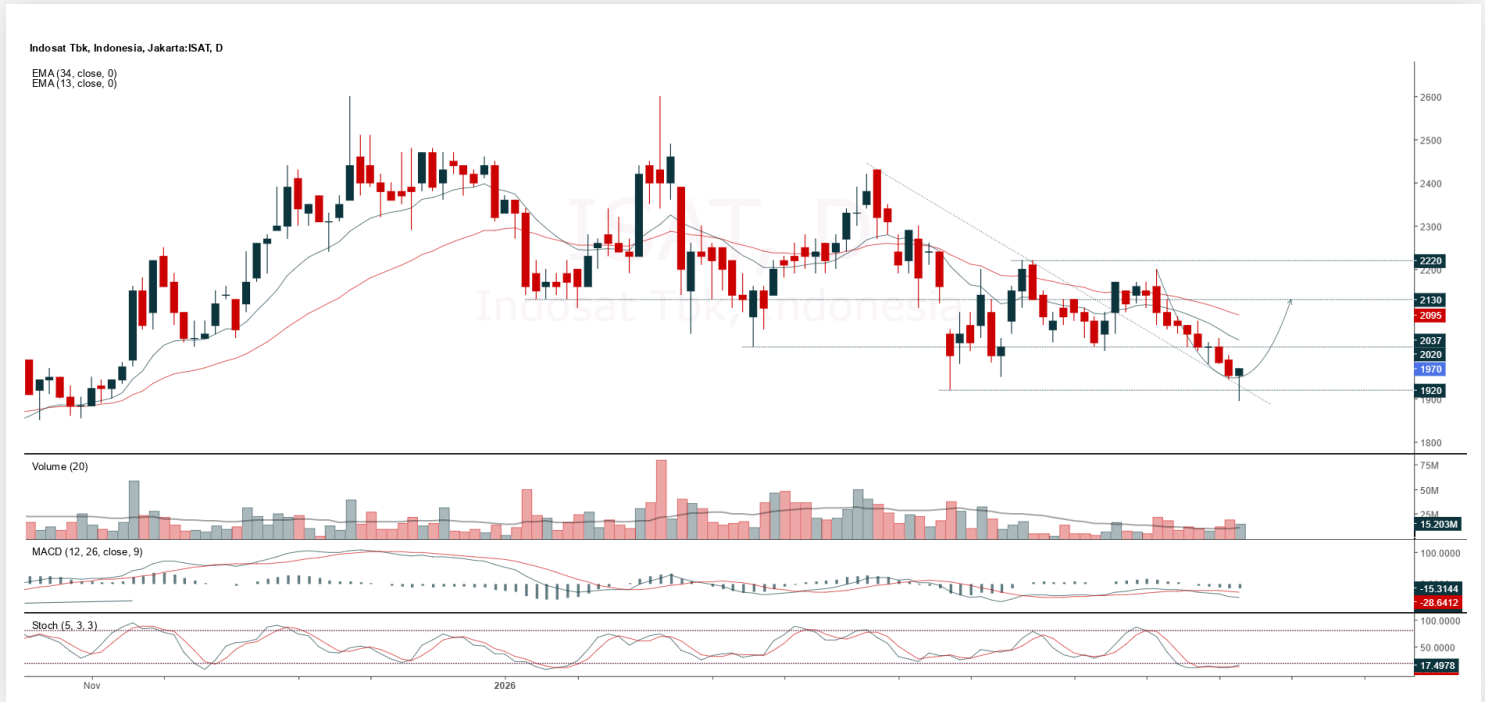 Indosat Tbk, Indonesia, Jakarta:ISAT, D
EMA (34, close, 0)
EMA (13, close, 0)
ISAT, D
Indosat Tbk, Indonesia
2600
2500
2400
2300
2220
2200
2130
2095
2037
2020
1970
1920
1900
1800
Volume (20)
75M
50M
25M
15.203M
MACD (12, 26, close, 9)
100.0000
-15.3144
-28.6412
Stoch (5, 3, 3)
100.0000
50.0000
17.4978
Nov
2026